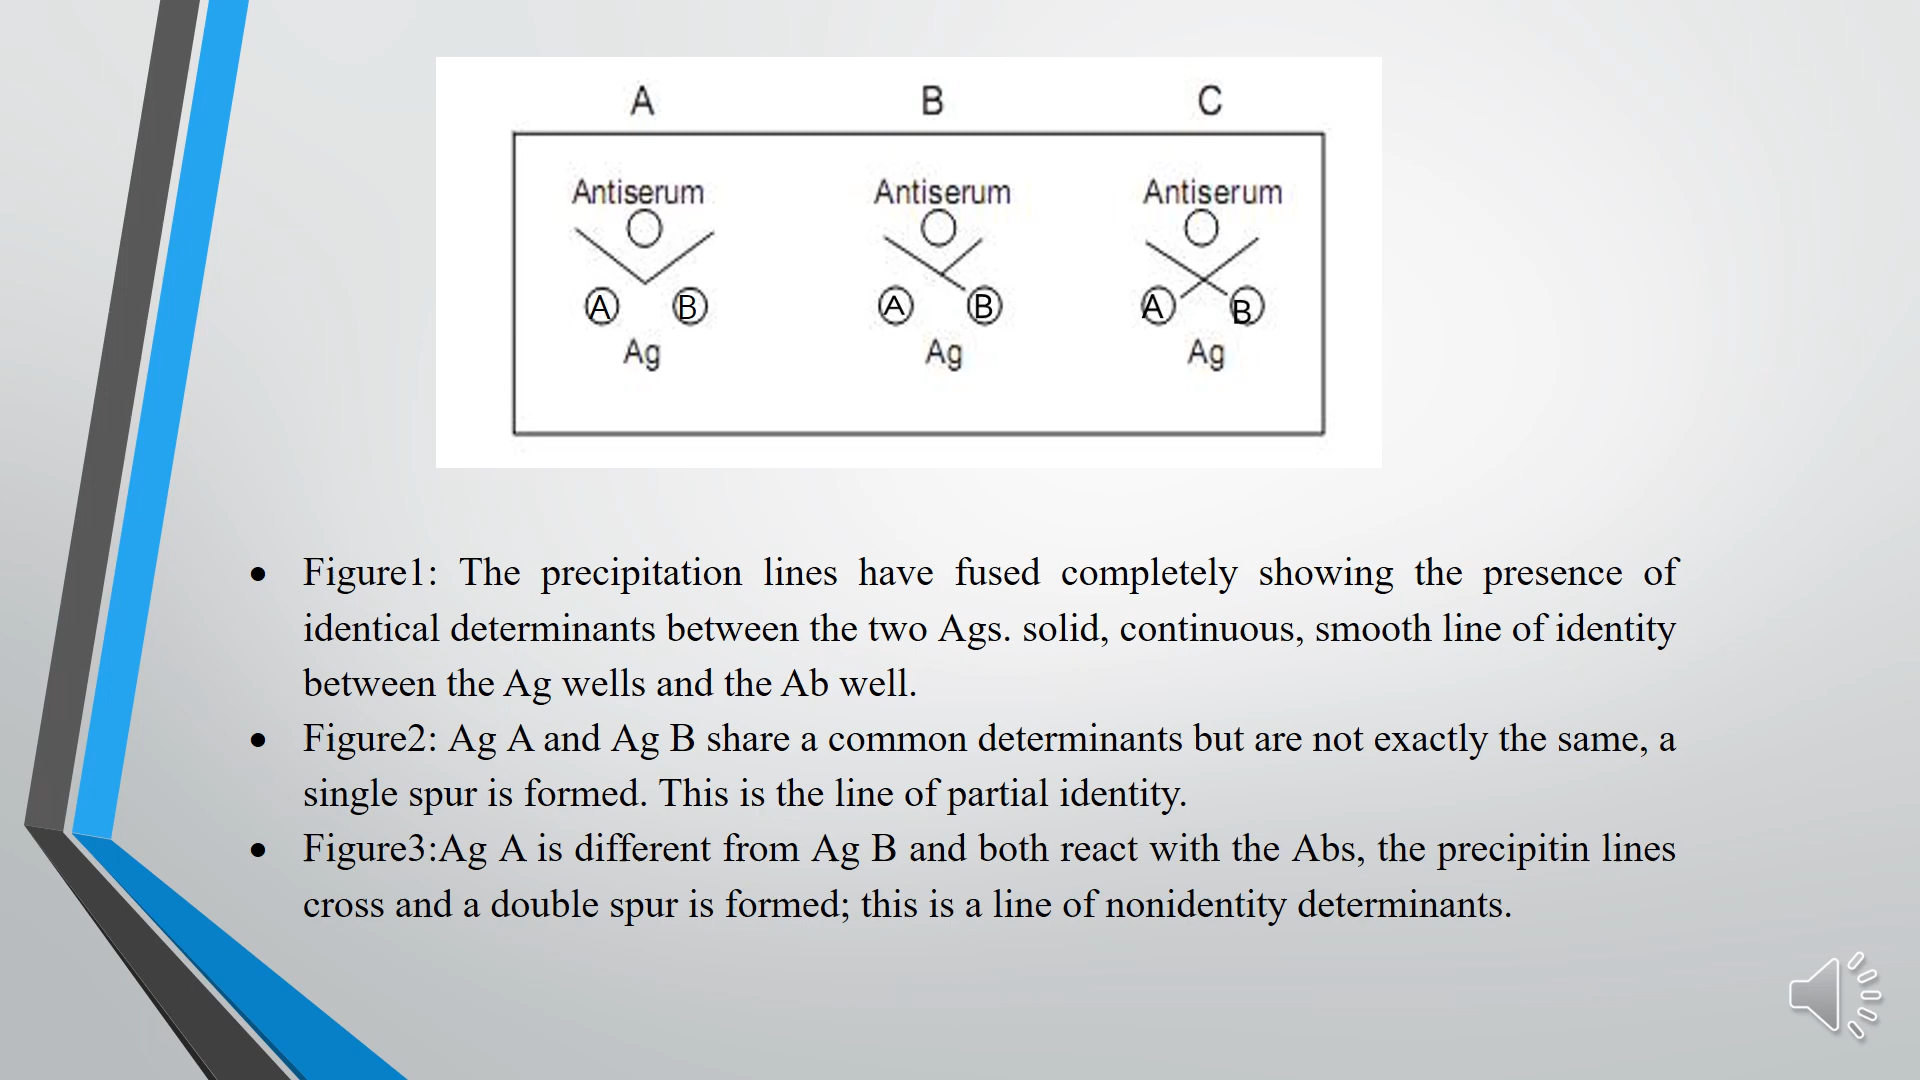 A B C
Antiserum Antiserum Antiserum
A B A B A B
Ag Ag Ag
• Figure1: The precipitation lines have fused completely showing the presence of
identical determinants between the two Ags. solid, continuous, smooth line of identity
between the Ag wells and the Ab well.
• Figure2: Ag A and Ag B share a common determinants but are not exactly the same, a
single spur is formed. This is the line of partial identity.
• Figure3:Ag A is different from Ag B and both react with the Abs, the precipitin lines
cross and a double spur is formed; this is a line of nonidentity determinants.